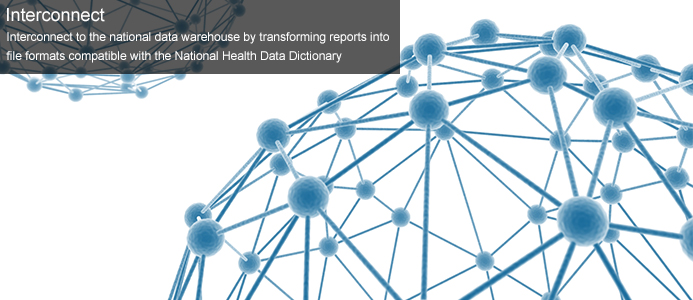 Interconnect
Interconnect to the national data warehouse by transforming reports into
file formats compatible with the National Health Data Dictionary